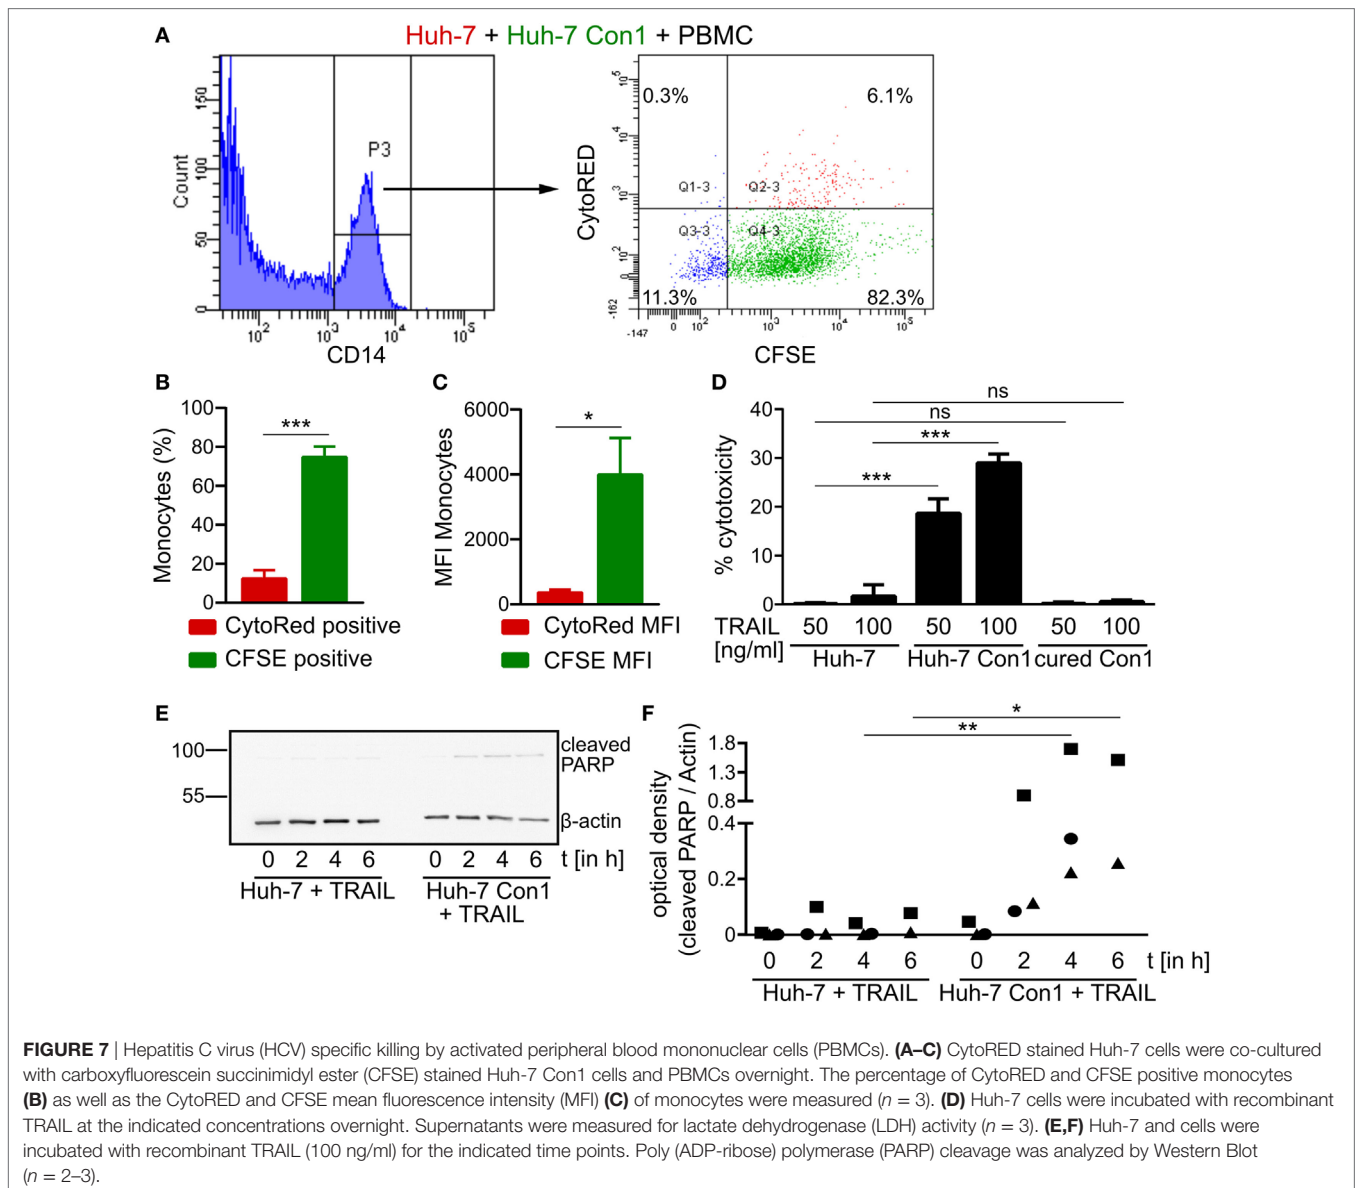 A
Huh-7 + Huh-7 Con1 + PBMC
Count
150
100
50
0
P3
10²
10³
10⁴
10⁵
CD14
CytoRED
10⁵
10⁴
10³
10²
0
-162
0.3%
6.1%
Q1-3
Q2-3
Q3-3
Q4-3
11.3%
82.3%
-147
0
10²
10³
10⁴
10⁵
CFSE
B
Monocytes (%)
100
80
60
40
20
0
***
CytoRed positive
CFSE positive
C
MFI Monocytes
6000
4000
2000
0
*
CytoRed MFI
CFSE MFI
D
% cytotoxicity
40
30
20
10
0
ns
ns
***
***
TRAIL 50 100 50 100 50 100
[ng/ml]
Huh-7 Huh-7 Con1 cured Con1
E
100
55
cleaved
PARP
β-actin
0 2 4 6 0 2 4 6 t [in h]
Huh-7 + TRAIL Huh-7 Con1
+ TRAIL
F
optical density
(cleaved PARP / Actin)
1.8
1.3
0.8
0.4
0.2
0
*
**
0 2 4 6 0 2 4 6 t [in h]
Huh-7 + TRAIL Huh-7 Con1 + TRAIL
FIGURE 7 | Hepatitis C virus (HCV) specific killing by activated peripheral blood mononuclear cells (PBMCs). (A–C) CytoRED stained Huh-7 cells were co-cultured
with carboxyfluorescein succinimidyl ester (CFSE) stained Huh-7 Con1 cells and PBMCs overnight. The percentage of CytoRED and CFSE positive monocytes
(B) as well as the CytoRED and CFSE mean fluorescence intensity (MFI) (C) of monocytes were measured (n = 3). (D) Huh-7 cells were incubated with recombinant
TRAIL at the indicated concentrations overnight. Supernatants were measured for lactate dehydrogenase (LDH) activity (n = 3). (E,F) Huh-7 and cells were
incubated with recombinant TRAIL (100 ng/ml) for the indicated time points. Poly (ADP-ribose) polymerase (PARP) cleavage was analyzed by Western Blot
(n = 2–3).